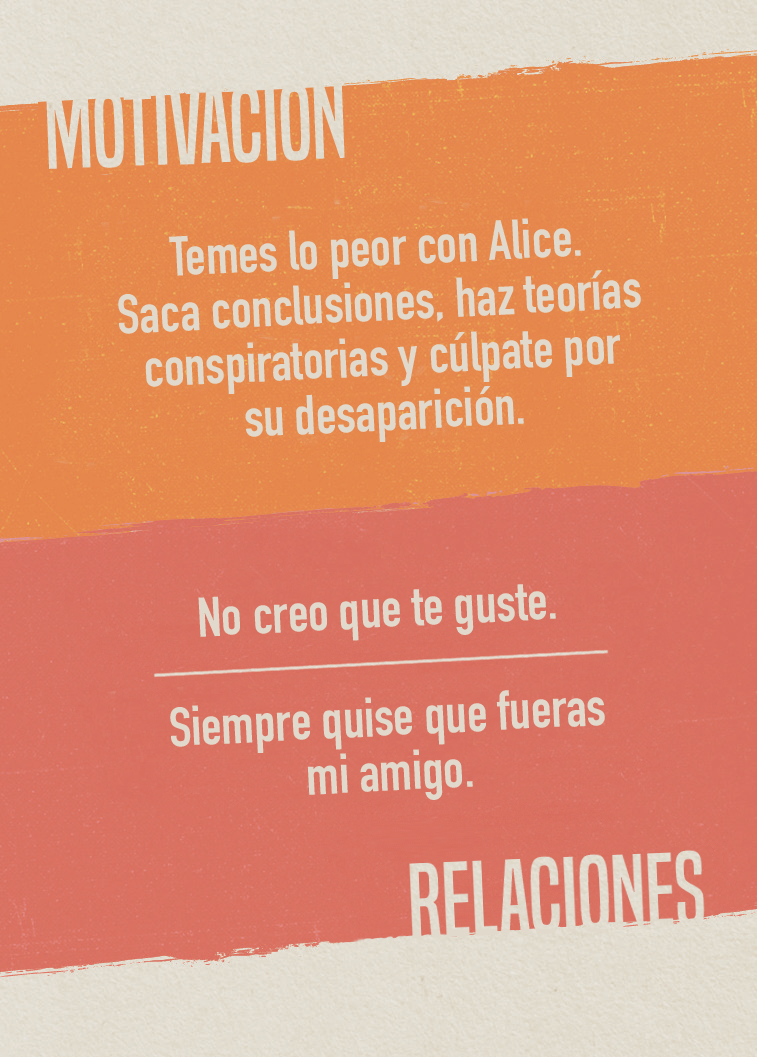 MOTIVACIÓN
Temes lo peor con Alice.
Saca conclusiones, haz teorías
conspiratorias y cúlpate por
su desaparición.
No creo que te guste.
Siempre quise que fueras
mi amigo.
RELACIONES